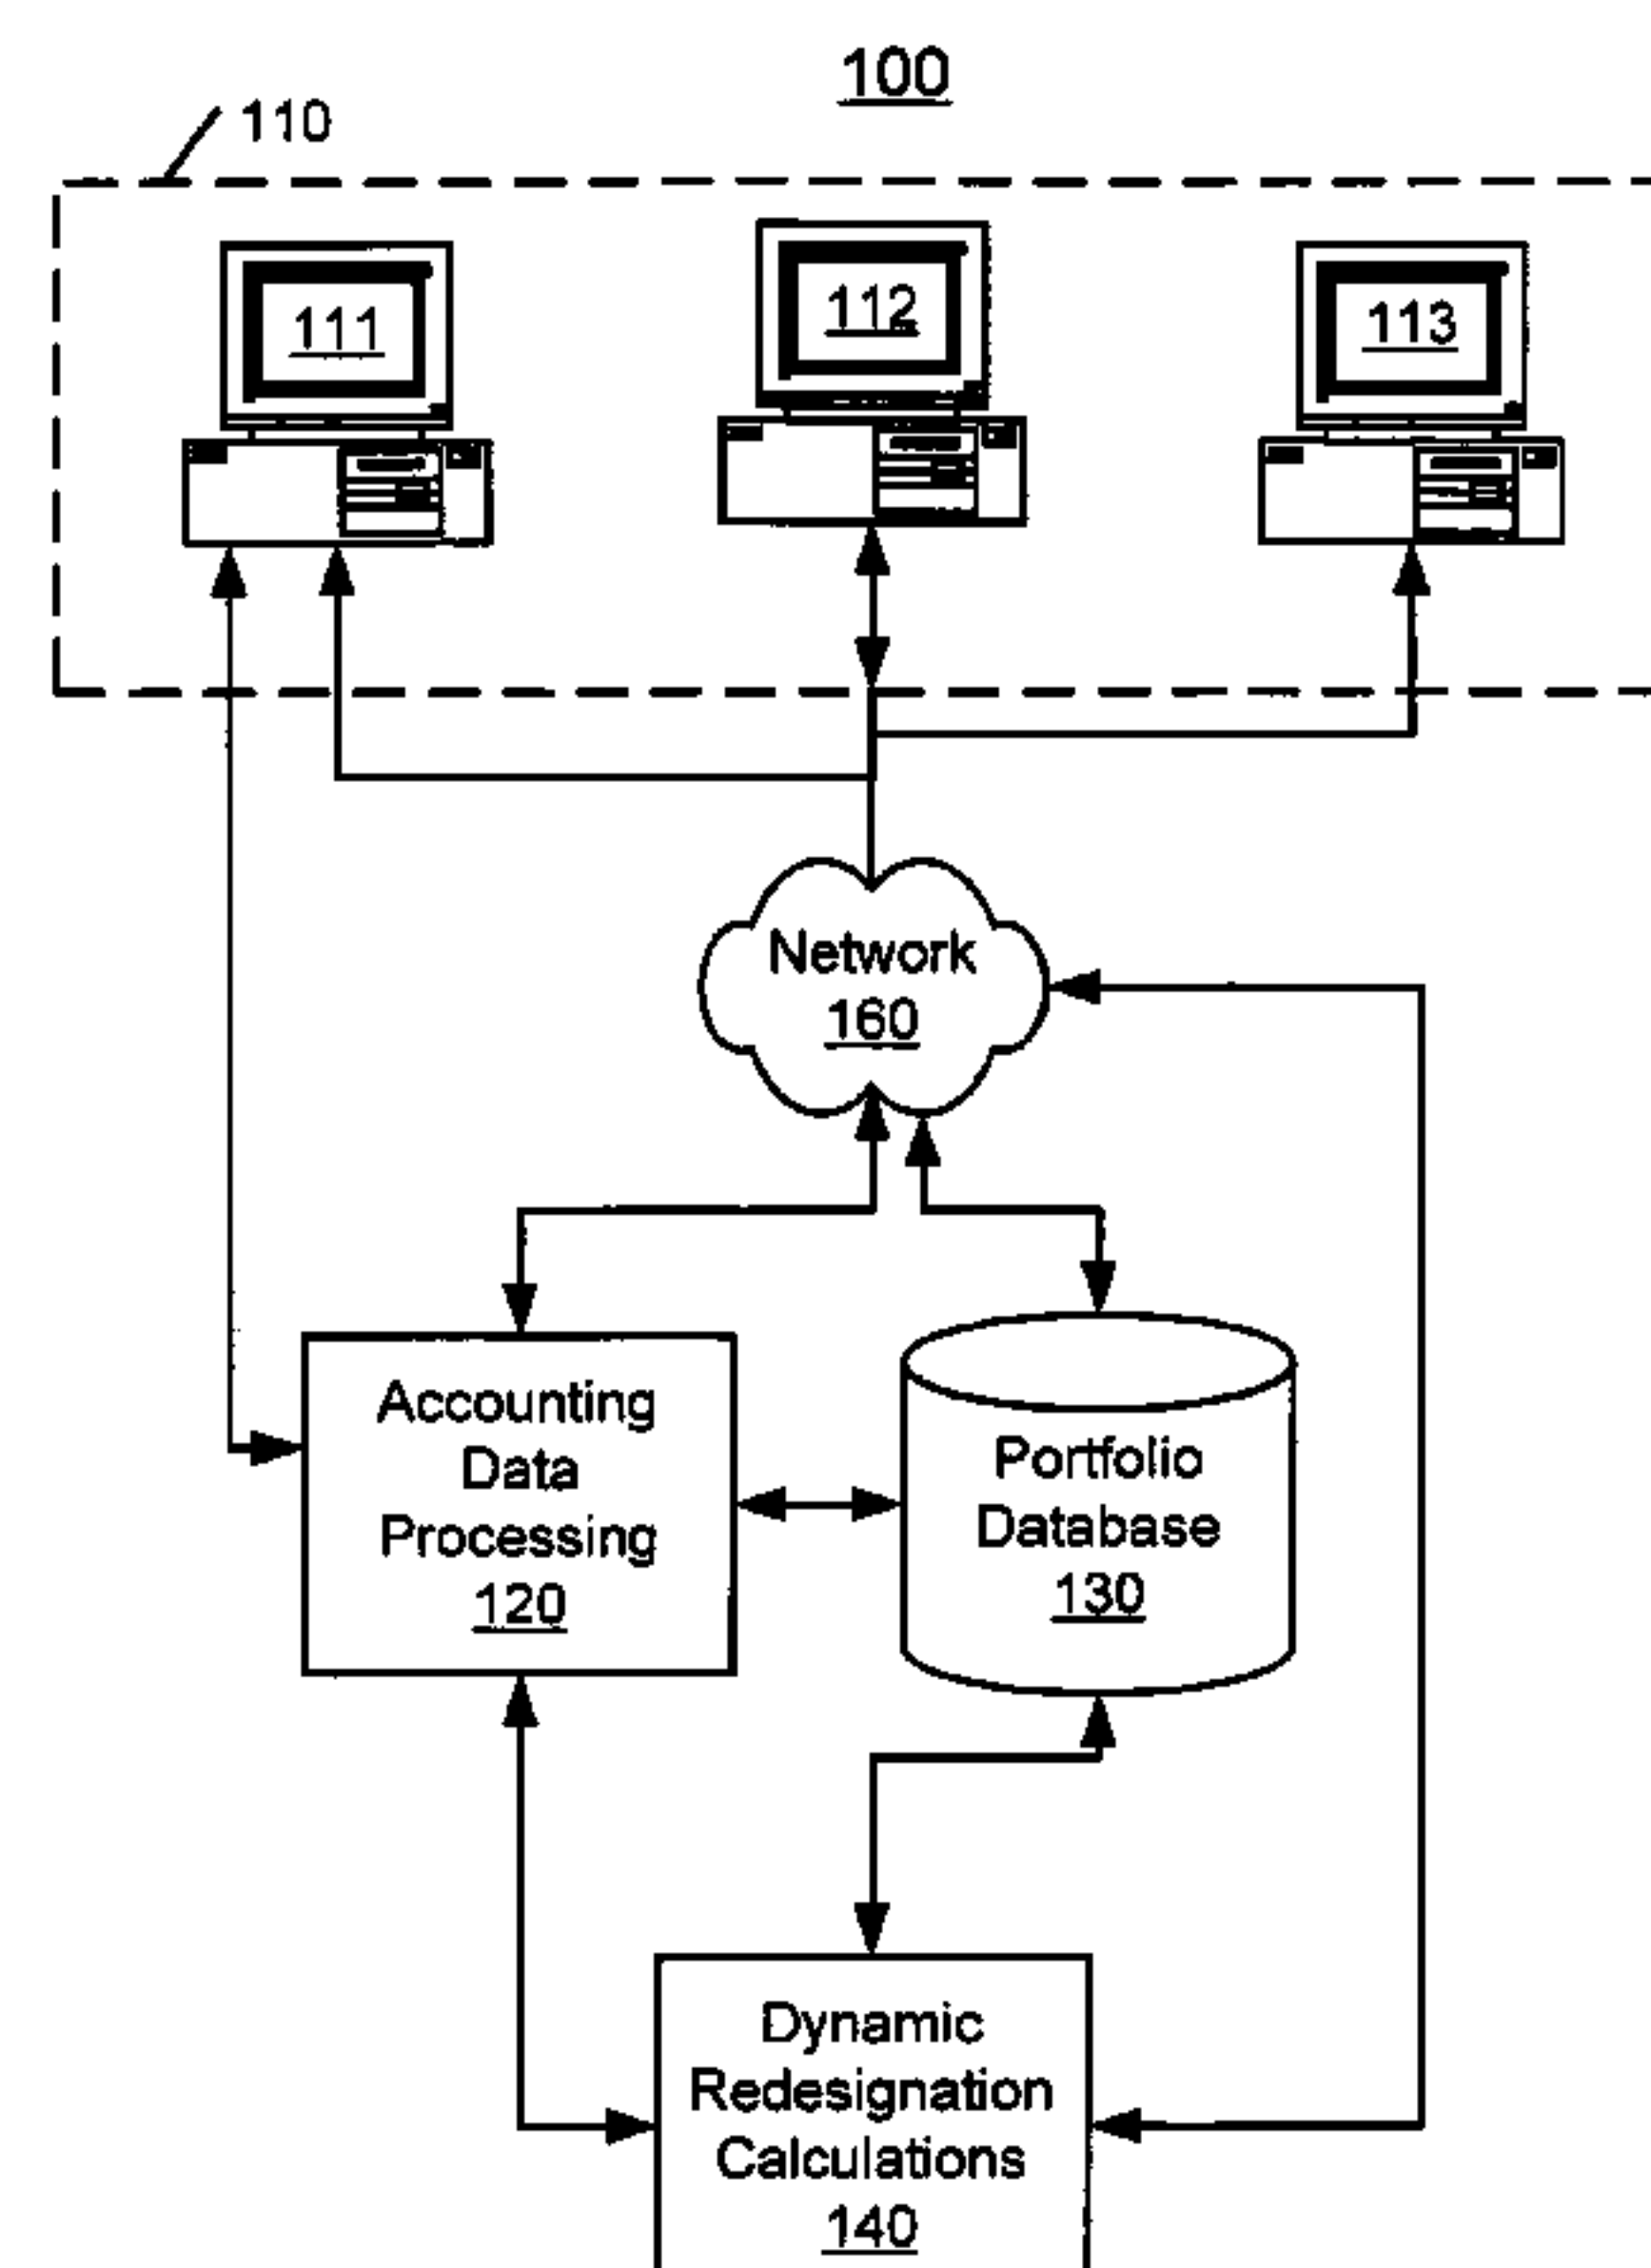 100
110
111
112
113
Network
160
Accounting
Data
Processing
120
Portfolio
Database
130
Dynamic
Redesignation
Calculations
140